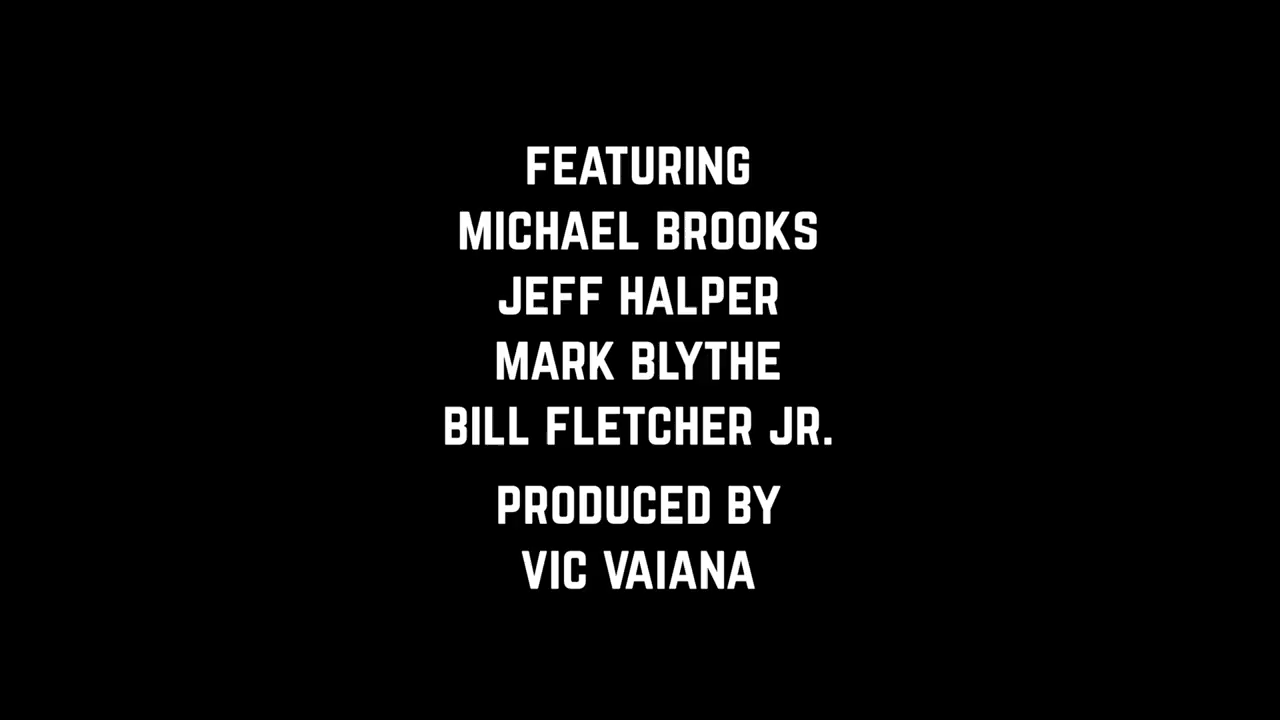 FEATURING
MICHAEL BROOKS
JEFF HALPER
MARK BLYTHE
BILL FLETCHER JR.
PRODUCED BY
VIC VAIANA